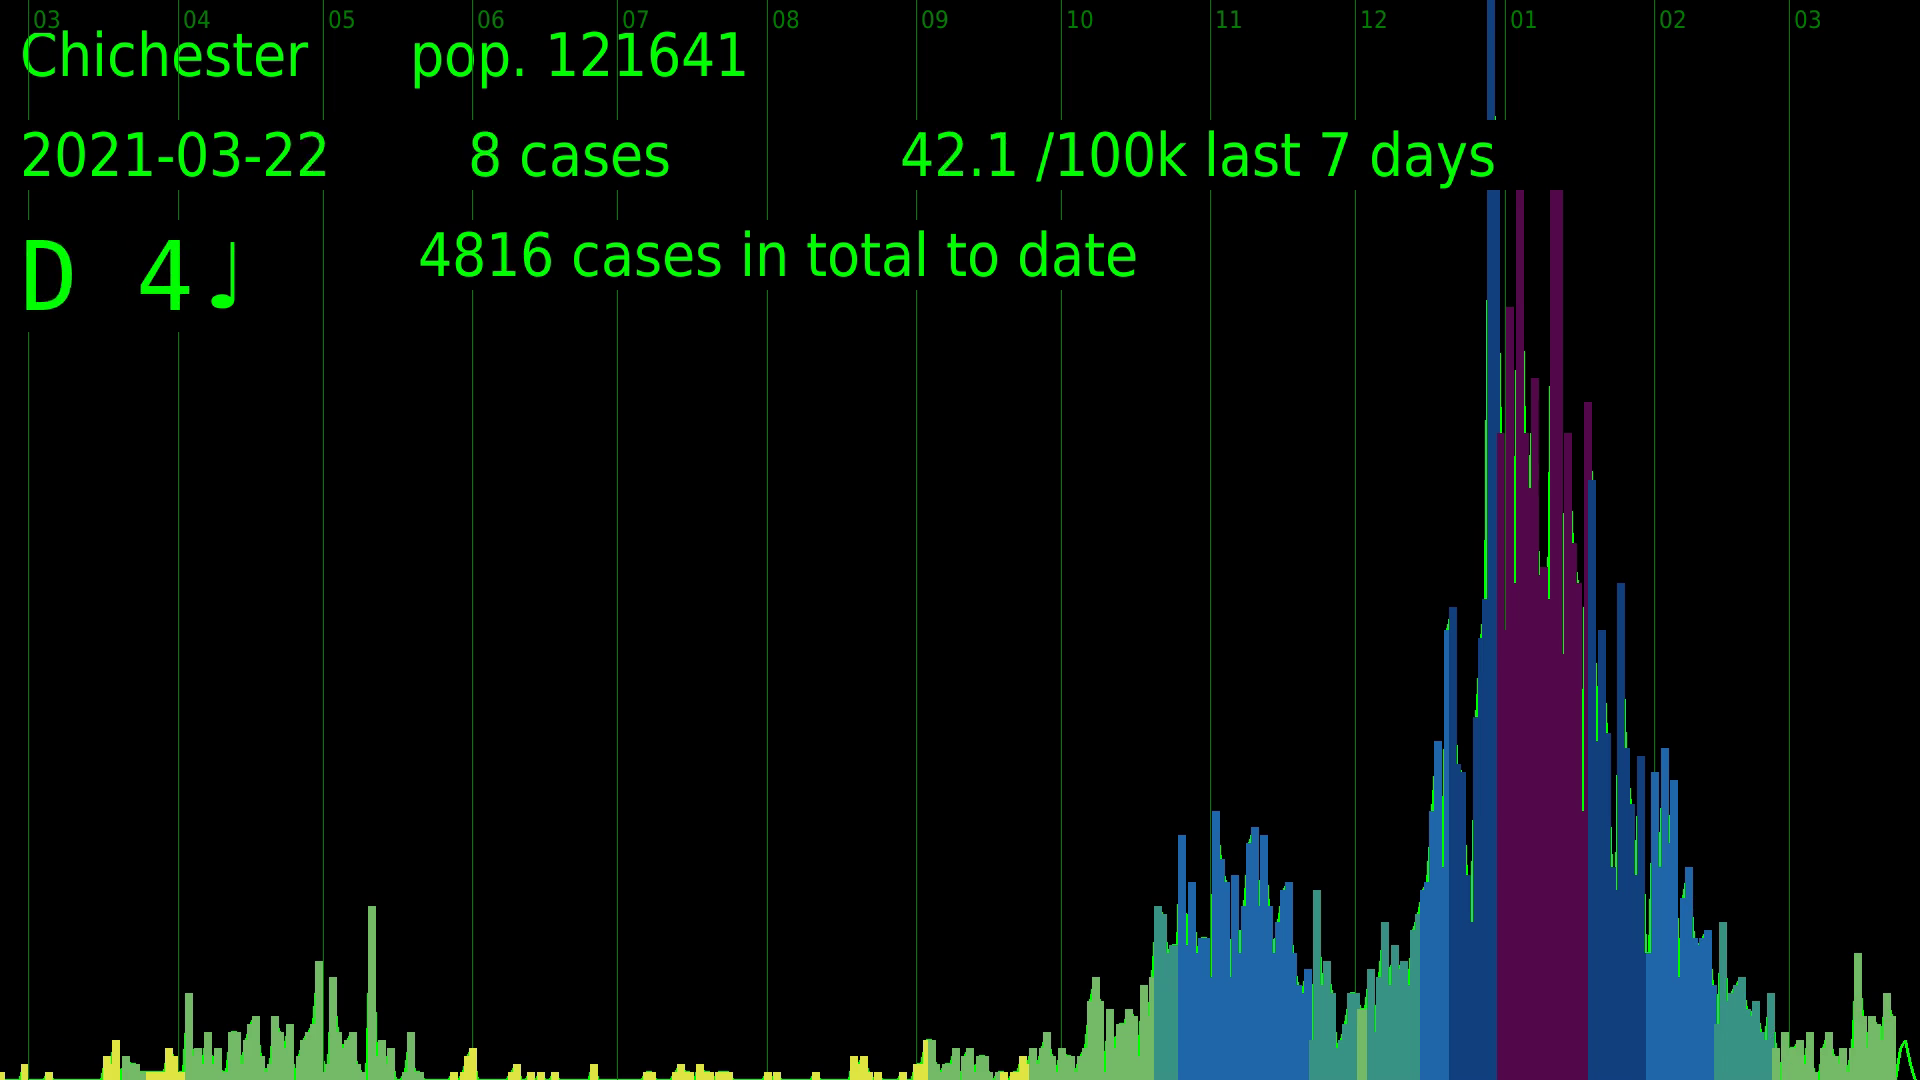 03 04 05 06 07 08 09 10 11 12 01 02 03
Chichester pop. 121641
2021-03-22 8 cases 42.1 /100k last 7 days
D 4♩ 4816 cases in total to date